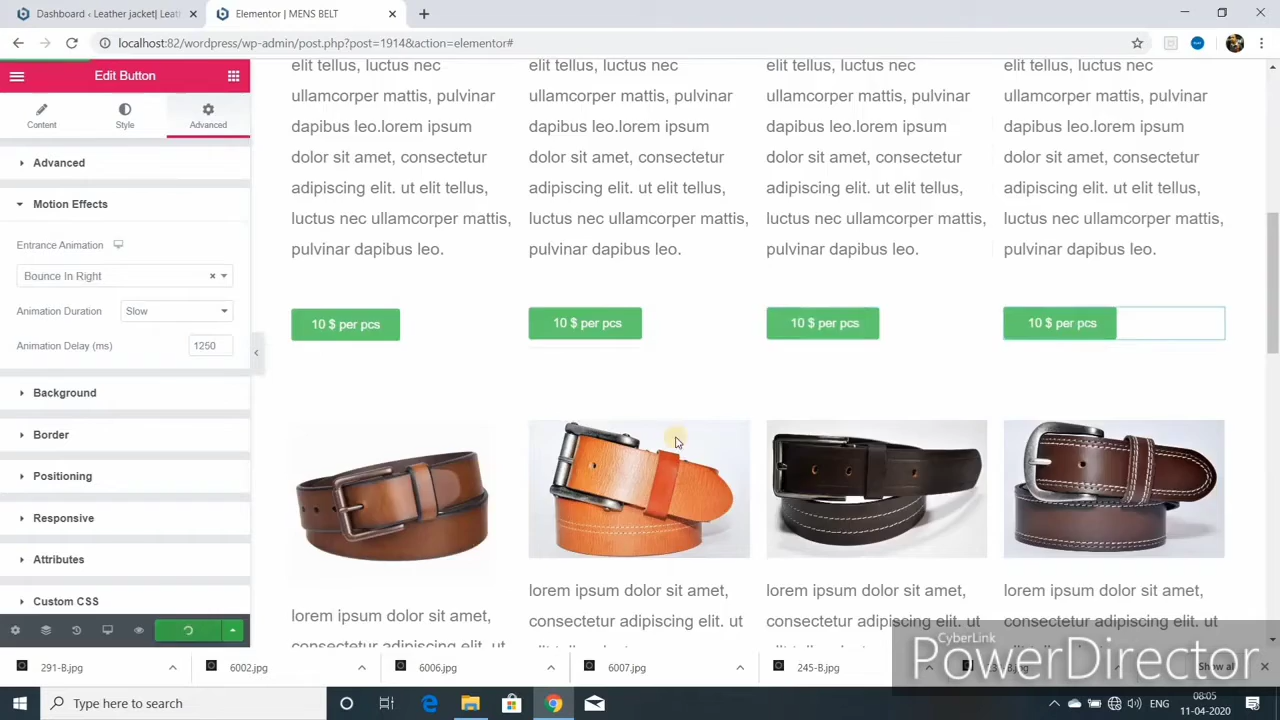 Dashboard ‹ Leather jacket| Leat
Elementor | MENS BELT
localhost:82/wordpress/wp-admin/post.php?post=1914&action=elementor#
Edit Button
Content
Style
Advanced
Advanced
Motion Effects
Entrance Animation
Bounce In Right
Animation Duration
Slow
Animation Delay (ms)
1250
Background
Border
Positioning
Responsive
Attributes
Custom CSS
elit tellus, luctus nec
ullamcorper mattis, pulvinar
dapibus leo.lorem ipsum
dolor sit amet, consectetur
adipiscing elit. ut elit tellus,
luctus nec ullamcorper mattis,
pulvinar dapibus leo.
10 $ per pcs
elit tellus, luctus nec
ullamcorper mattis, pulvinar
dapibus leo.lorem ipsum
dolor sit amet, consectetur
adipiscing elit. ut elit tellus,
luctus nec ullamcorper mattis,
pulvinar dapibus leo.
10 $ per pcs
elit tellus, luctus nec
ullamcorper mattis, pulvinar
dapibus leo.lorem ipsum
dolor sit amet, consectetur
adipiscing elit. ut elit tellus,
luctus nec ullamcorper mattis,
pulvinar dapibus leo.
10 $ per pcs
elit tellus, luctus nec
ullamcorper mattis, pulvinar
dapibus leo.lorem ipsum
dolor sit amet, consectetur
adipiscing elit. ut elit tellus,
luctus nec ullamcorper mattis,
pulvinar dapibus leo.
10 $ per pcs
lorem ipsum dolor sit amet,
consectetur adipiscing elit. ut
lorem ipsum dolor sit amet,
consectetur adipiscing elit. ut
lorem ipsum dolor sit amet,
consectetur adipiscing elit. ut
lorem ipsum dolor sit amet,
291-B.jpg
6002.jpg
6006.jpg
6007.jpg
245-B.jpg
Show all
CyberLink
PowerDirector
Type here to search
ENG
08:05
11-04-2020